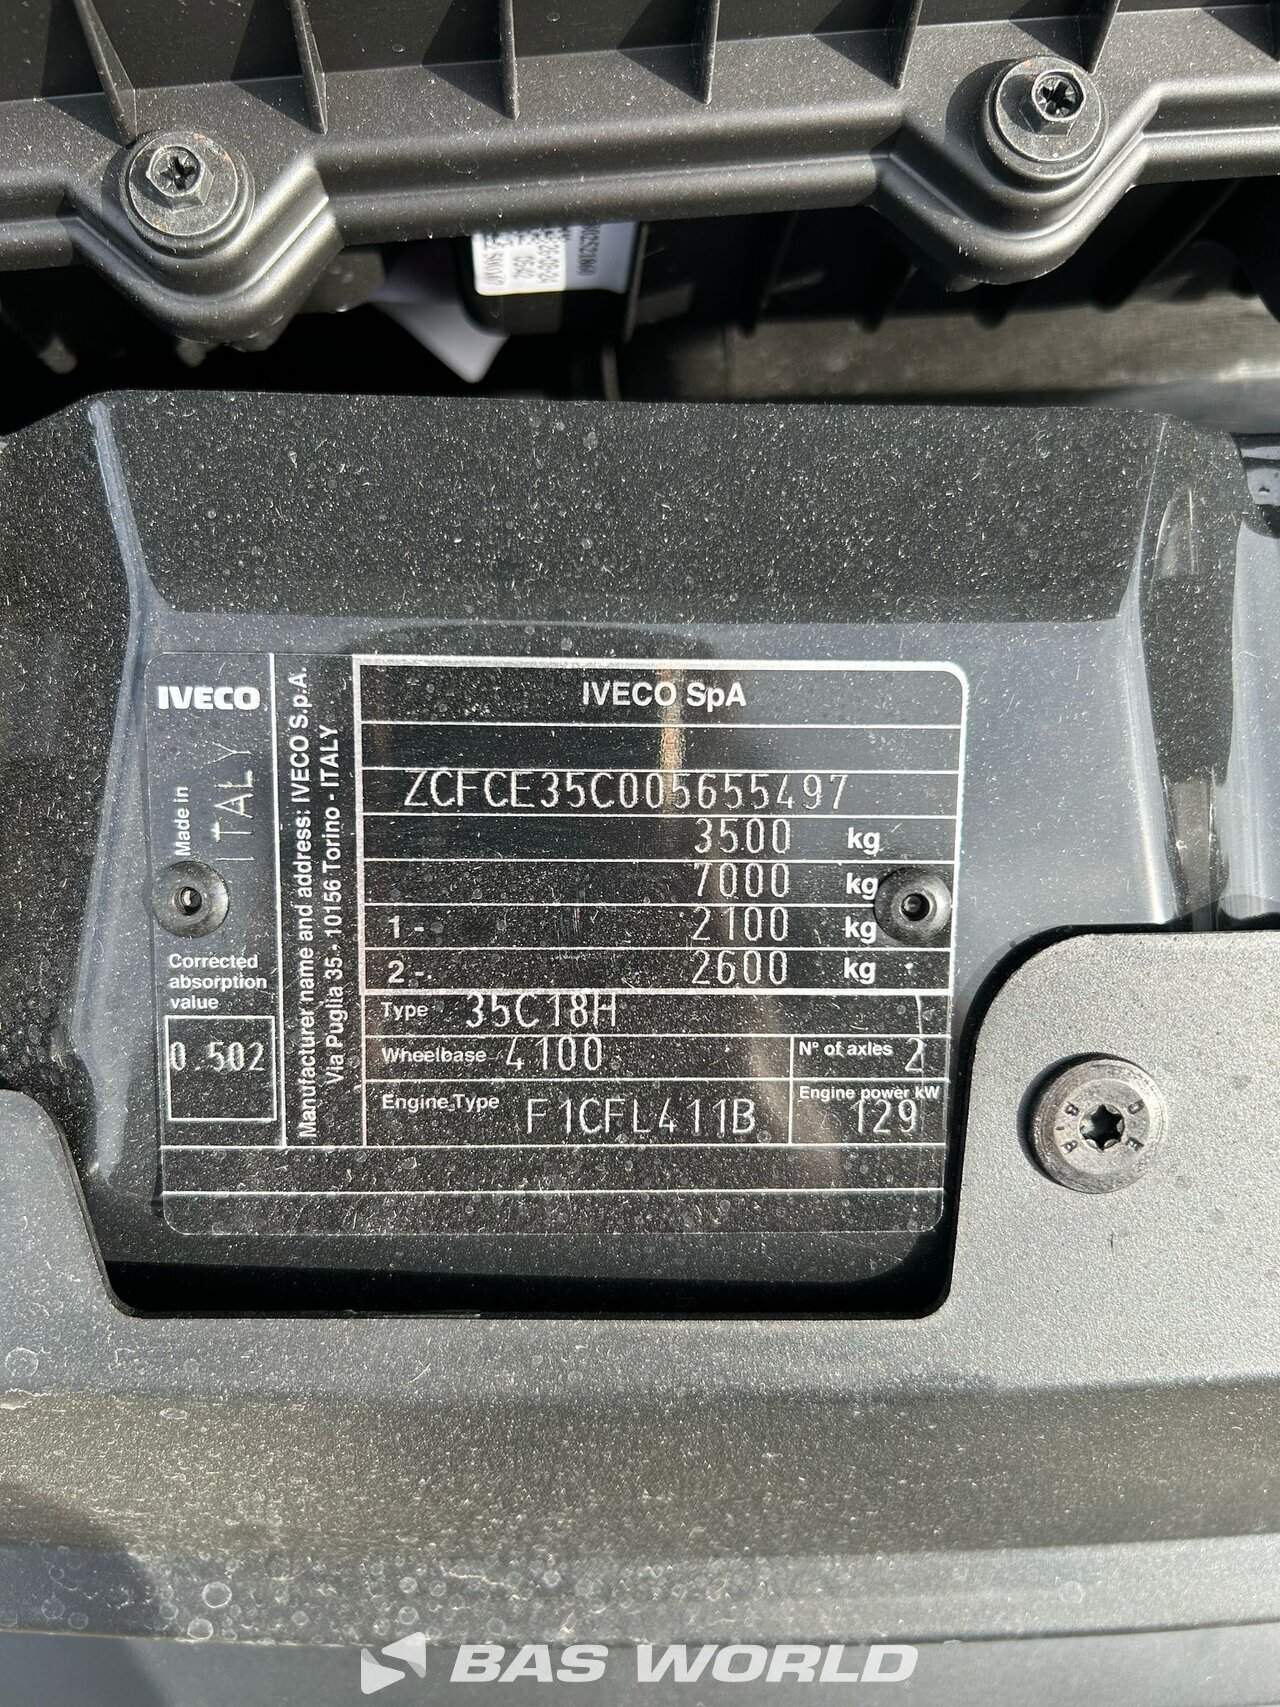 IVECO
Made in
ITALY
Corrected
absorption
value
0.502
Manufacturer name and address: IVECO S.p.A.
Via Puglia 35 - 10156 Torino - ITALY
IVECO SpA
ZCFCE35C005655497
3500 kg
7000 kg
1 - 2100 kg
2 - 2600 kg
Type 35C18H
Wheelbase 4100 N° of axles 2
Engine Type F1CFL411B Engine power kW 129
BAS WORLD